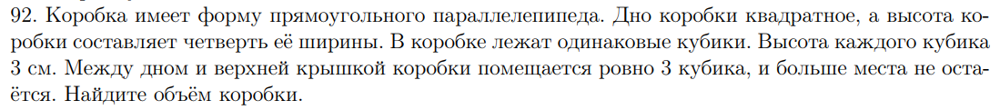 92. Коробка имеет форму прямоугольного параллелепипеда. Дно коробки квадратное, а высота ко-
робки составляет четверть её ширины. В коробке лежат одинаковые кубики. Высота каждого кубика
3 см. Между дном и верхней крышкой коробки помещается ровно 3 кубика, и больше места не оста-
ётся. Найдите объём коробки.